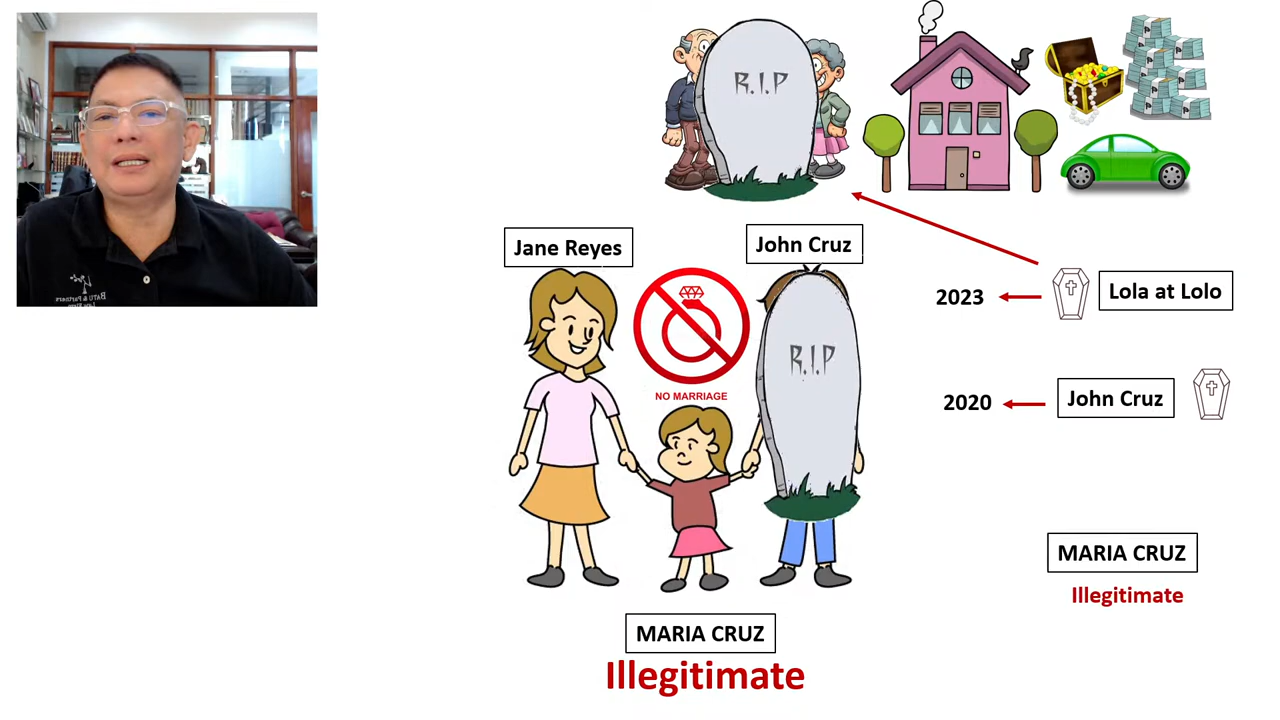 R.I.P
Jane Reyes
John Cruz
2023
Lola at Lolo
R.I.P
NO MARRIAGE
2020
John Cruz
MARIA CRUZ
Illegitimate
MARIA CRUZ
Illegitimate